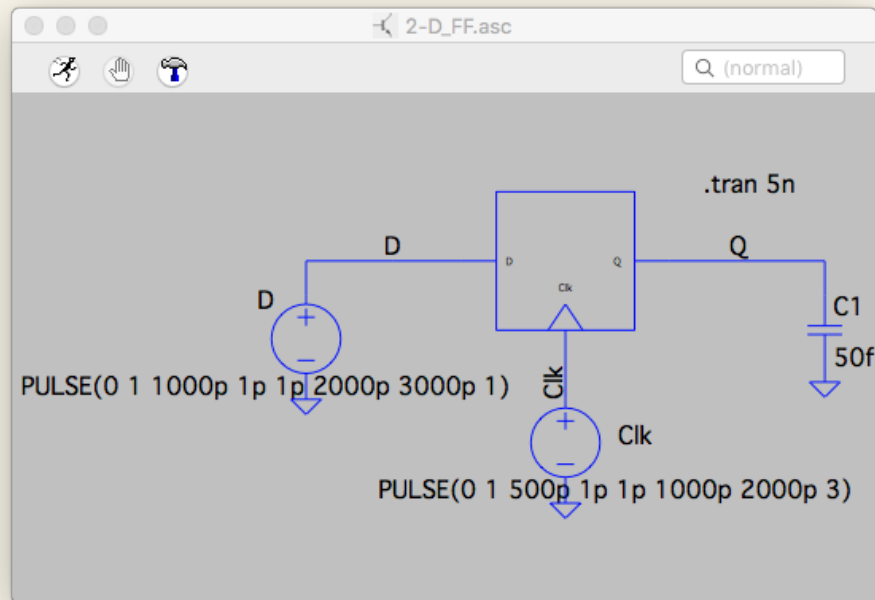 2-D_FF.asc
(normal)
.tran 5n
D
Q
D
Q
Clk
D
C1
50f
PULSE(0 1 1000p 1p 1p 2000p 3000p 1)
Clk
Clk
PULSE(0 1 500p 1p 1p 1000p 2000p 3)